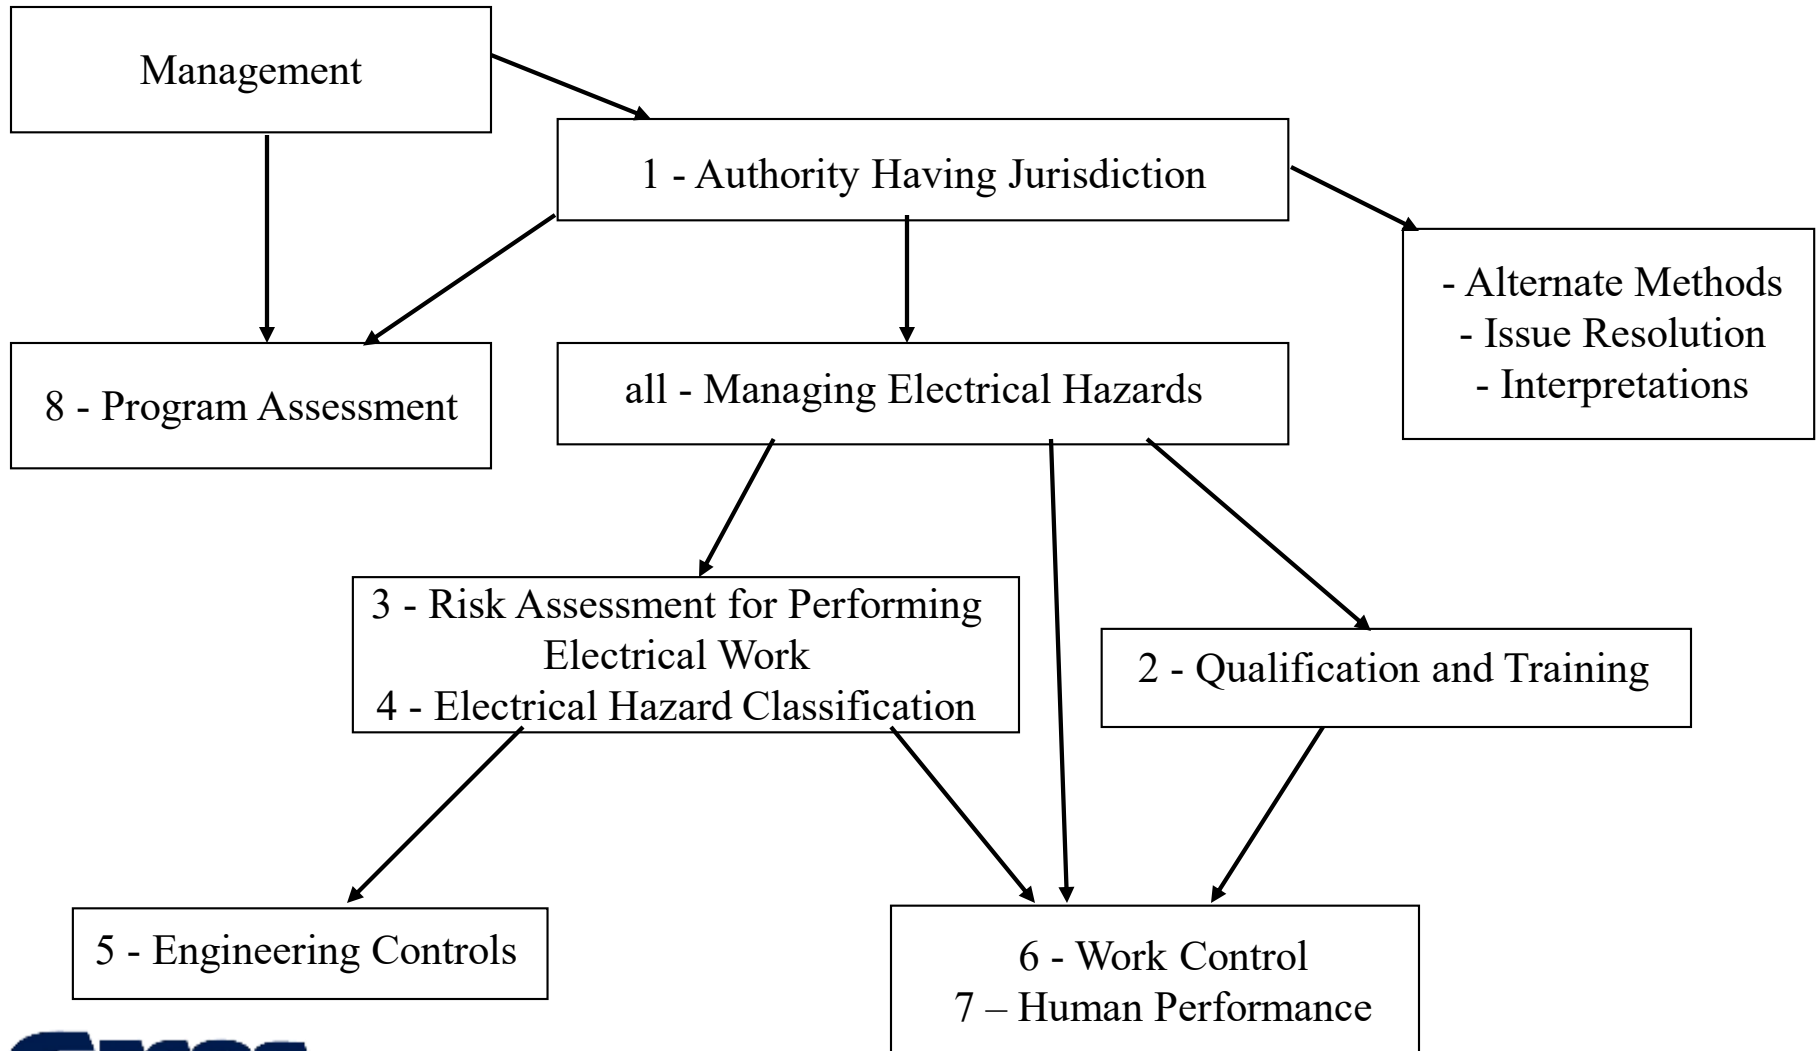 Management
1 - Authority Having Jurisdiction
- Alternate Methods
- Issue Resolution
- Interpretations
8 - Program Assessment
all - Managing Electrical Hazards
3 - Risk Assessment for Performing
Electrical Work
4 - Electrical Hazard Classification
2 - Qualification and Training
5 - Engineering Controls
6 - Work Control
7 – Human Performance